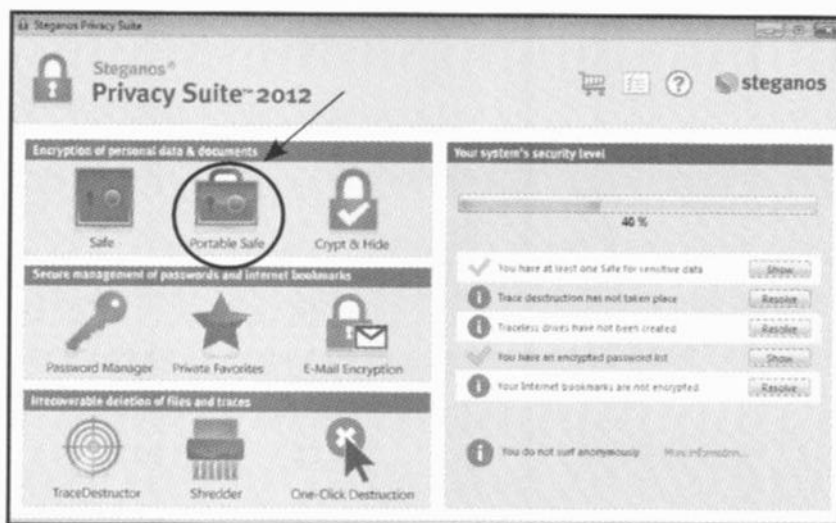 Steganos Privacy Suite
Steganos®
Privacy Suite™ 2012
steganos
Encryption of personal data & documents
Safe
Portable Safe
Crypt & Hide
Secure management of passwords and internet bookmarks
Password Manager
Private Favorites
E-Mail Encryption
Irrecoverable deletion of files and traces
TraceDestructor
Shredder
One-Click Destruction
Your system's security level
40 %
You have at least one Safe for sensitive data
Show
Trace destruction has not taken place
Resolve
Traceless drives have not been created
Resolve
You have an encrypted password list
Show
Your Internet bookmarks are not encrypted
Resolve
You do not surf anonymously
More information...